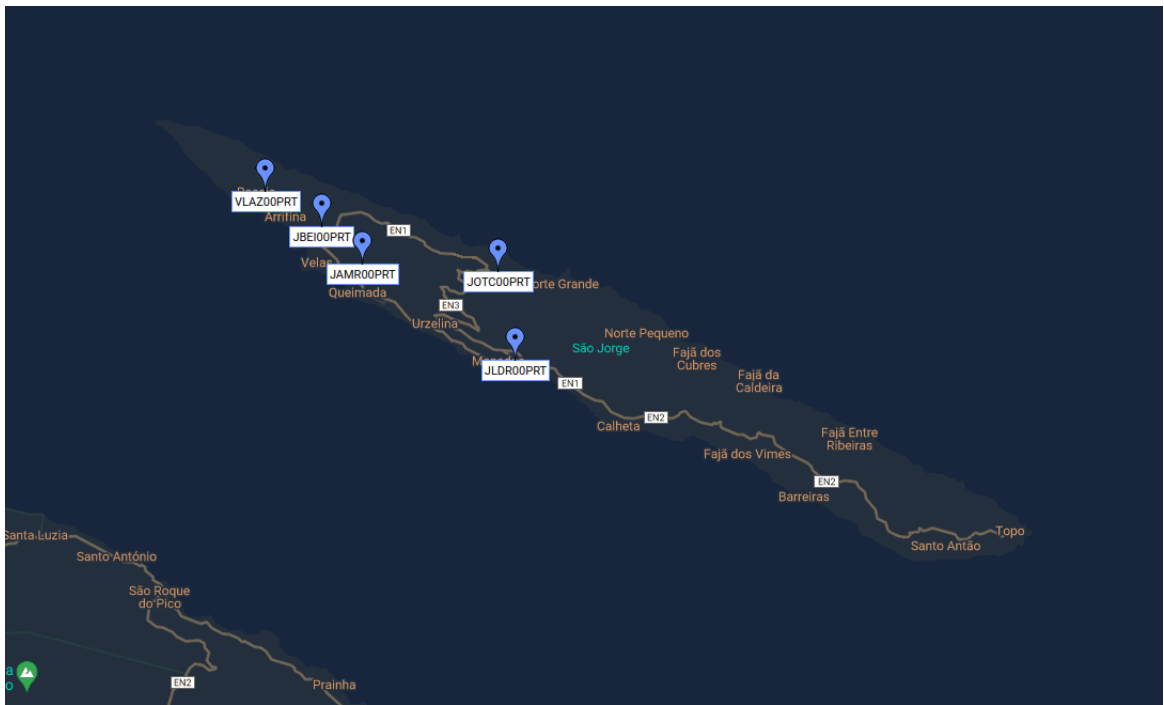 VLAZ00PRT
Arrifina
JBEI00PRT
EN1
Velas
JAMR00PRT
Queimada
JOTC00PRT
orte Grande
EN3
Urzelina
Norte Pequeno
São Jorge
Fajã dos
Cubres
JLDR00PRT
EN1
Fajã da
Caldeira
Calheta
EN2
Fajã Entre
Ribeiras
Fajã dos Vimes
EN2
Barreiras
Topo
Santo Antão
Santa Luzia
Santo António
São Roque
do Pico
a
o
EN2
Prainha